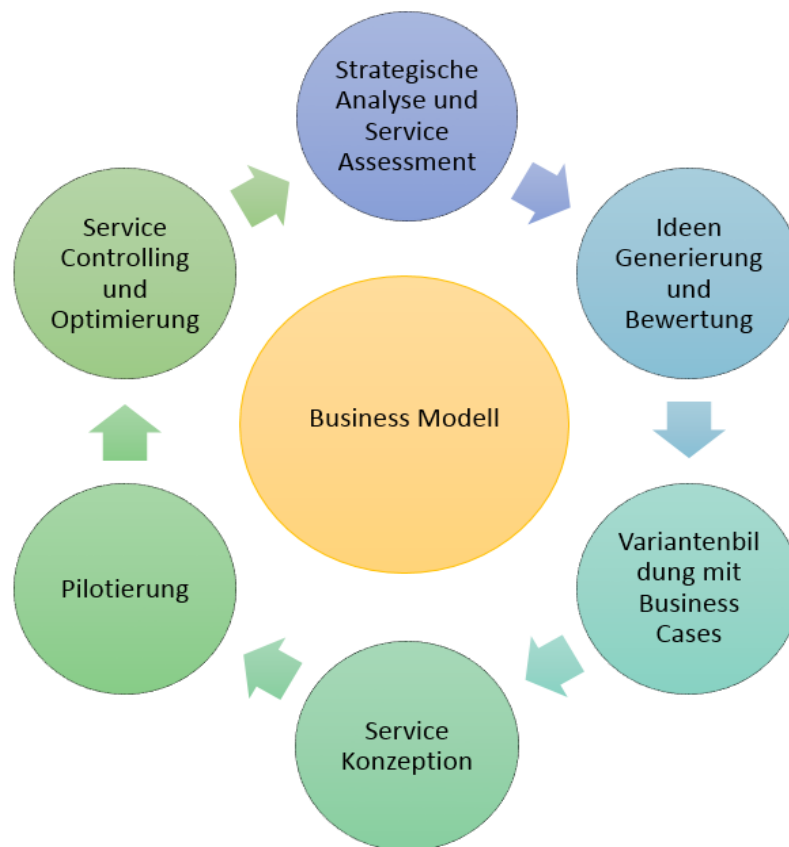 Strategische
Analyse und
Service
Assessment
Ideen
Generierung
und
Bewertung
Variantenbil
dung mit
Business
Cases
Service
Konzeption
Pilotierung
Service
Controlling
und
Optimierung
Business Modell